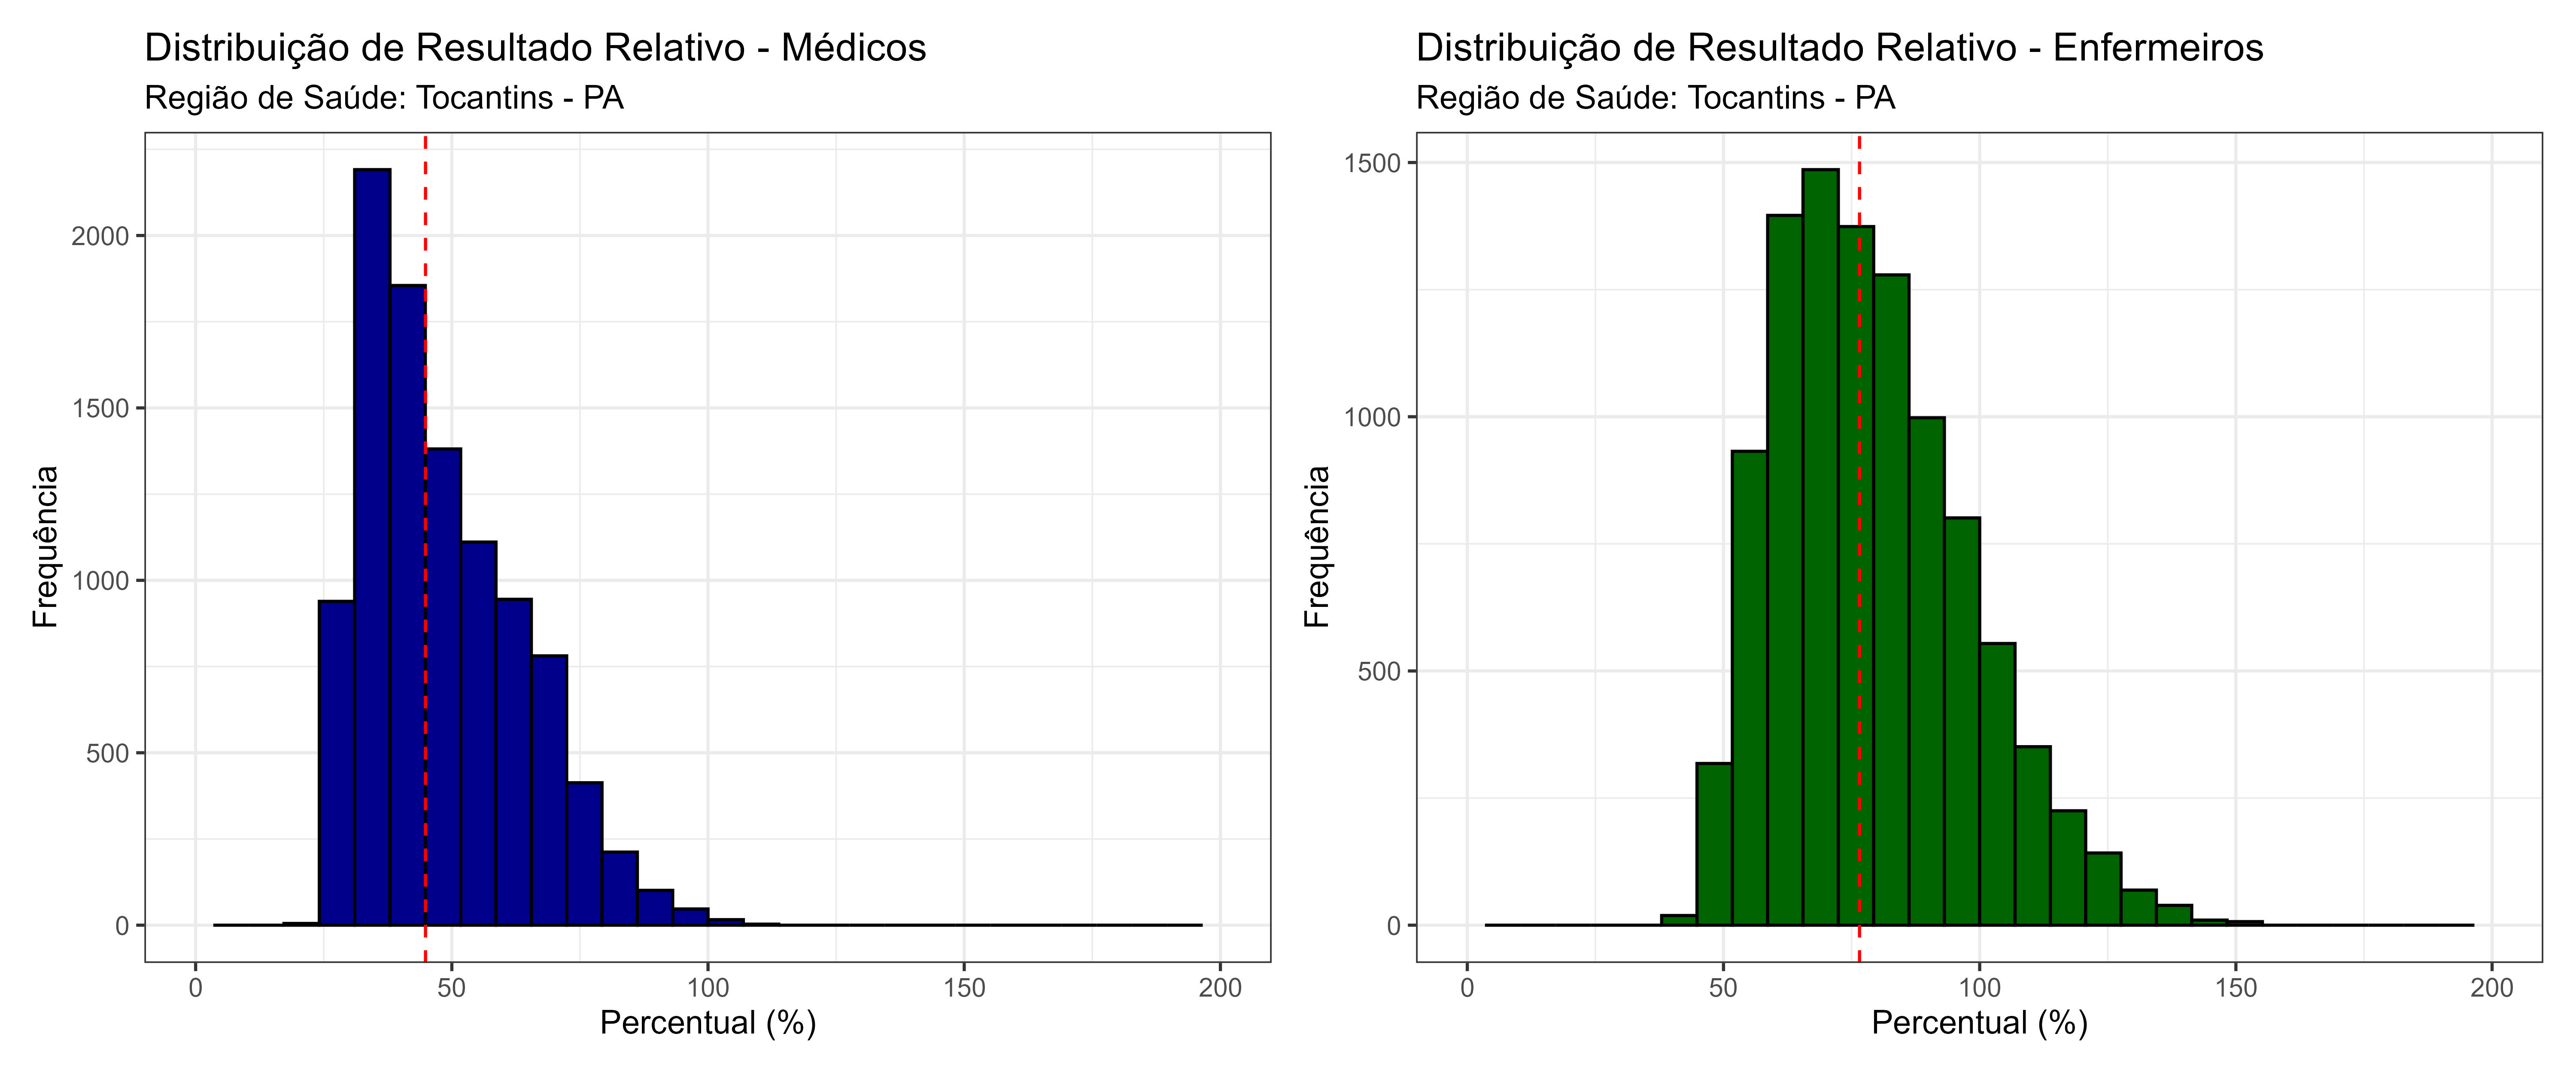 Distribuição de Resultado Relativo - Médicos
Região de Saúde: Tocantins - PA
2000
1500
1000
500
0
Frequência
0 50 100 150 200
Percentual (%)
Distribuição de Resultado Relativo - Enfermeiros
Região de Saúde: Tocantins - PA
1500
1000
500
0
Frequência
0 50 100 150 200
Percentual (%)